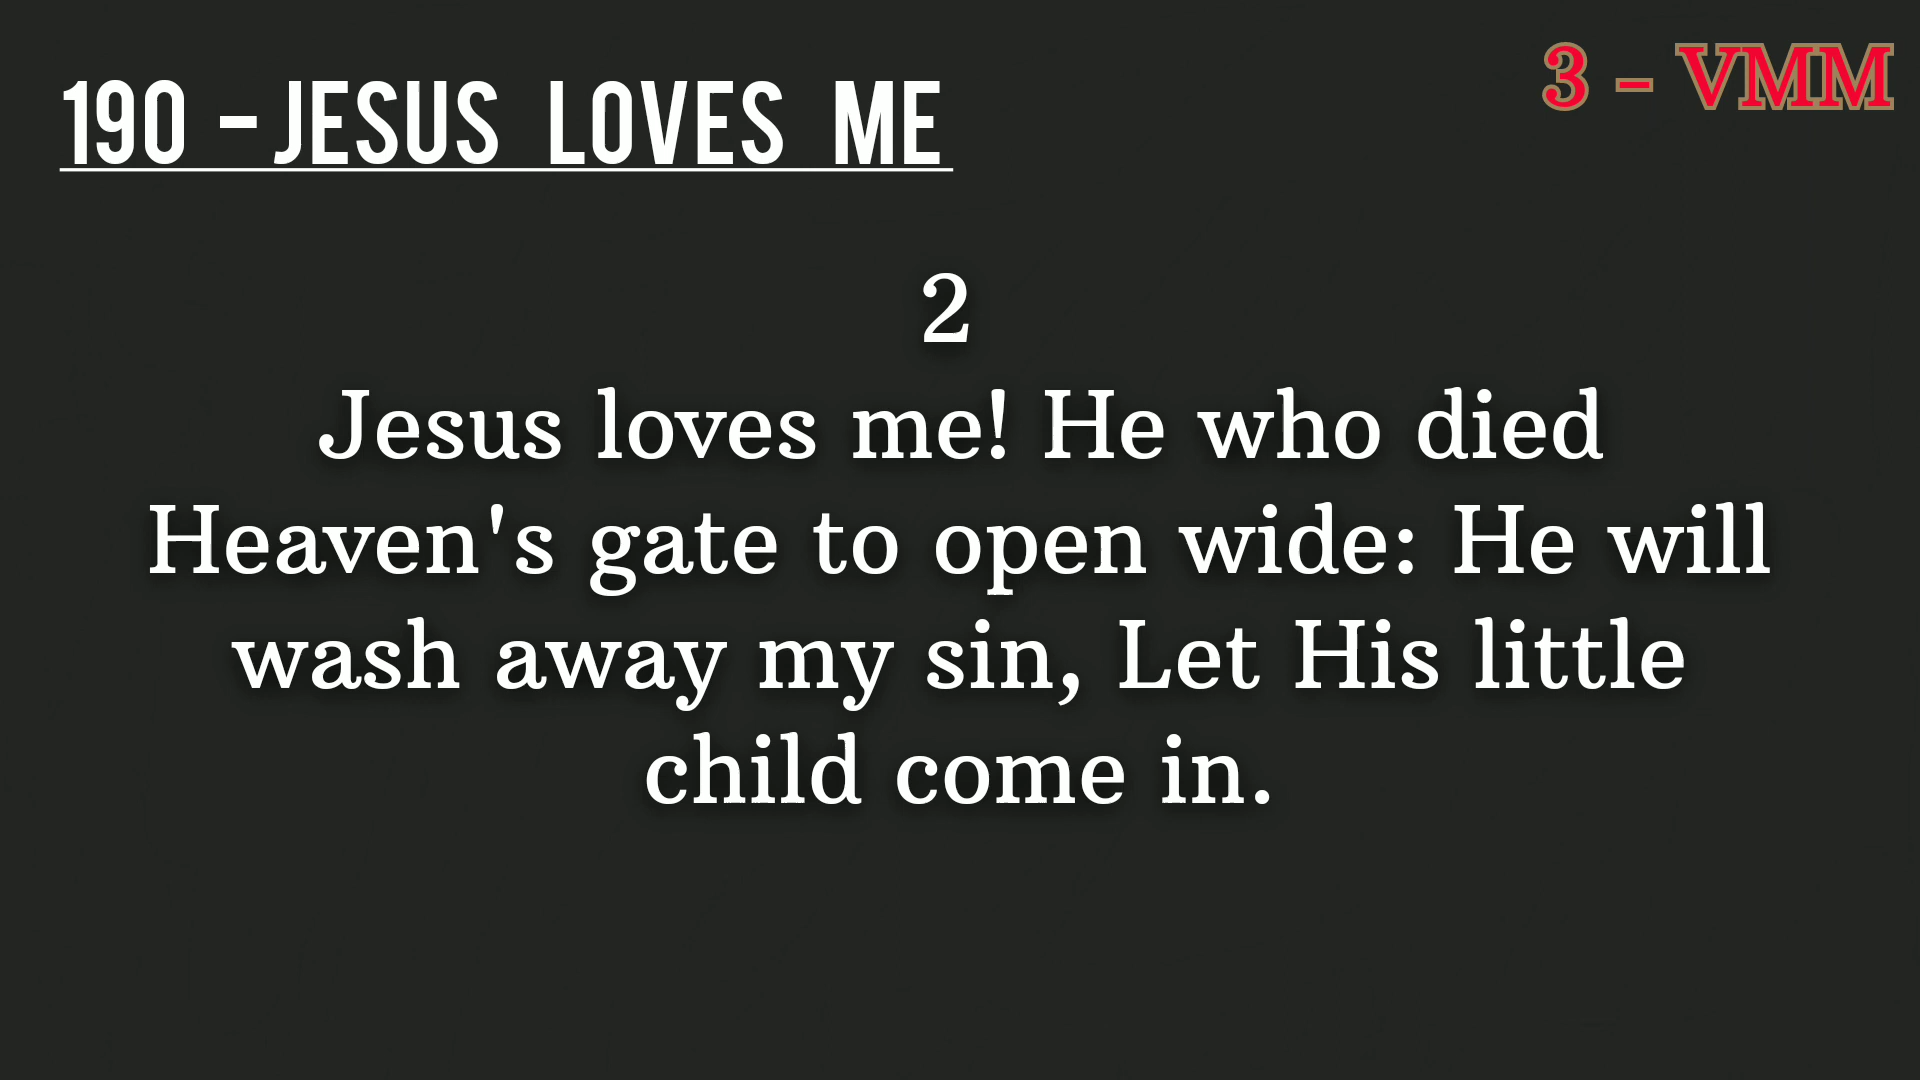 190 - JESUS LOVES ME
3 - VMM
2
Jesus loves me! He who died
Heaven's gate to open wide: He will
wash away my sin, Let His little
child come in.